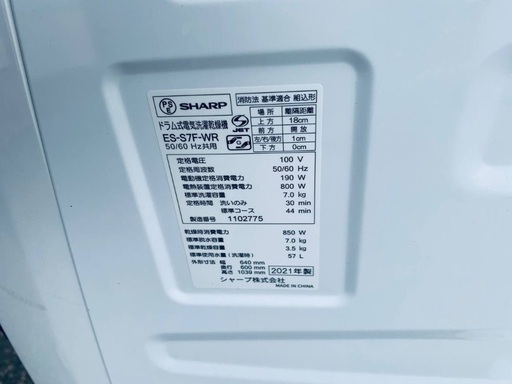 PS E SHARP
ドラム式電気洗濯乾燥機
ES-S7F-WR
50/60 Hz共用
JET
消防法 基準適合 組込形
場所 離隔距離
上方 18cm
前方 開放
左方/右方/後方 1cm
下方 0cm
定格電圧 100 V
定格周波数 50/60 Hz
電動機定格消費電力 190 W
電熱装置定格消費電力 800 W
標準洗濯容量 7.0 kg
定格時間 洗いのみ 30 min
標準コース 44 min
製造番号 1102775
乾燥時消費電力 850 W
標準脱水容量 7.0 kg
標準乾燥容量 3.5 kg
標準使用水量(洗濯時) 57 L
外形寸法 幅 640 mm
奥行 600 mm
高さ 1039 mm
2021年製
シャープ株式会社
MADE IN CHINA